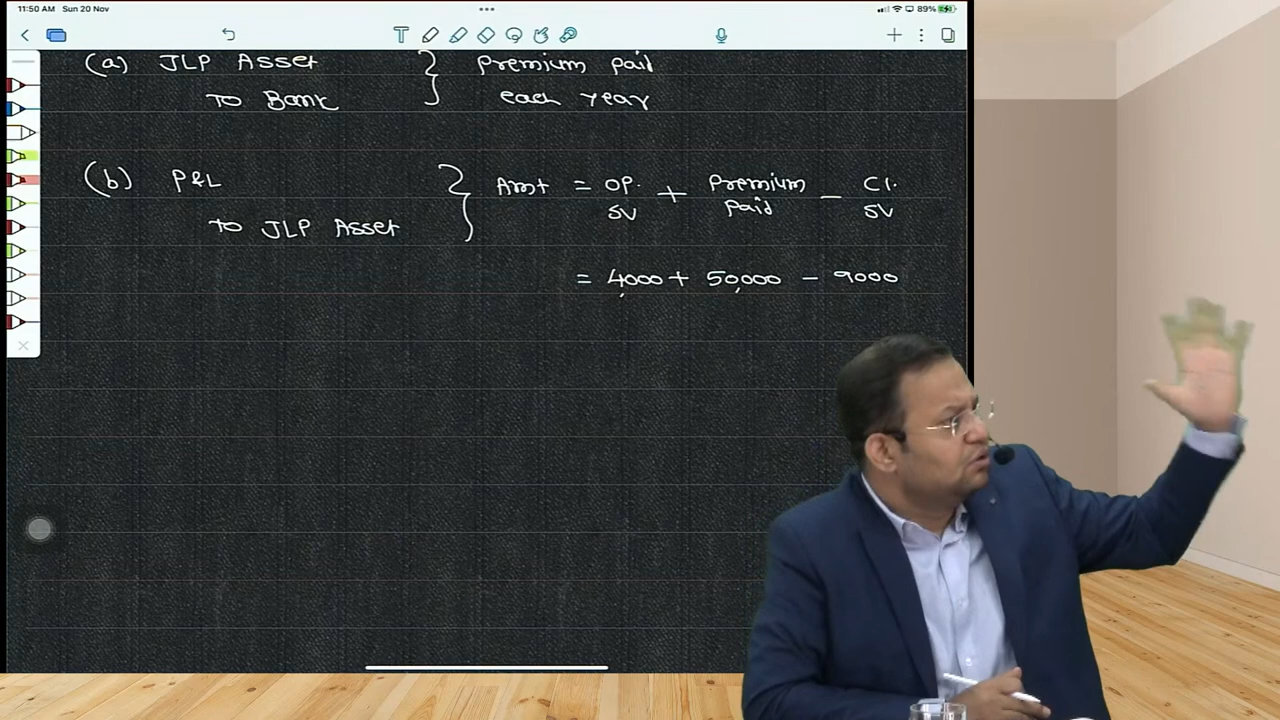 11:50 AM Sun 20 Nov
89%
(a) JLP Asset } Premium paid
To Bank each year
(b) P&L } Amt = OP. + Premium - Cl.
SV Paid SV
To JLP Asset
= 4000 + 50,000 - 9000